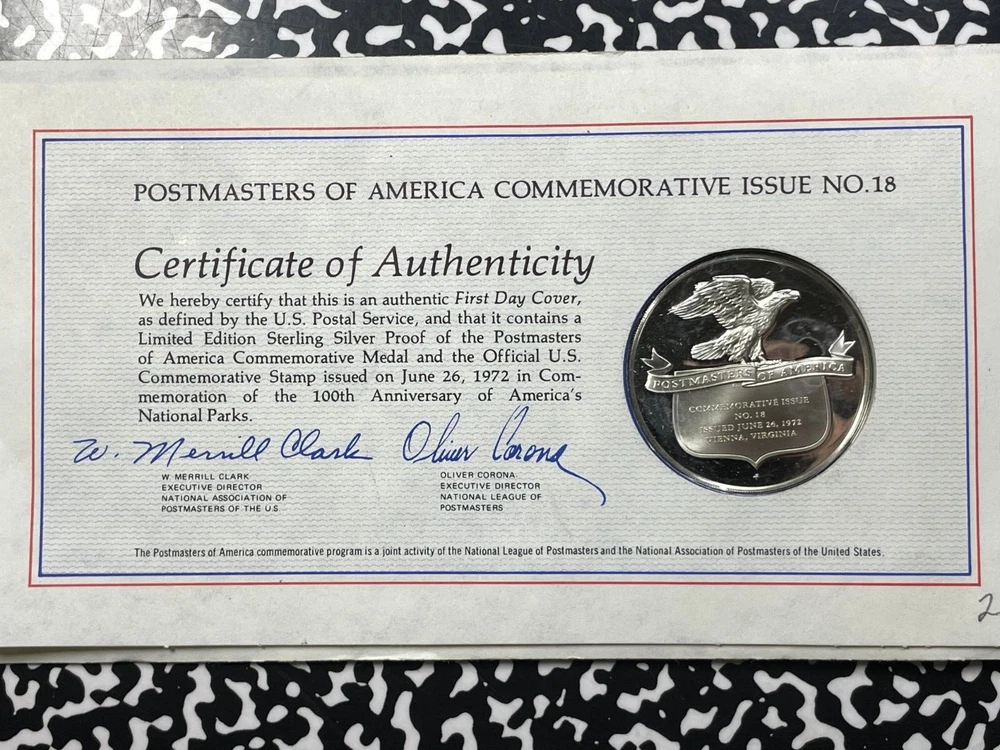 POSTMASTERS OF AMERICA COMMEMORATIVE ISSUE NO.18
Certificate of Authenticity
We hereby certify that this is an authentic First Day Cover,
as defined by the U.S. Postal Service, and that it contains a
Limited Edition Sterling Silver Proof of the Postmasters
of America Commemorative Medal and the Official U.S.
Commemorative Stamp issued on June 26, 1972 in Com-
memoration of the 100th Anniversary of America's
National Parks.
W. Merrill Clark
W. MERRILL CLARK
EXECUTIVE DIRECTOR
NATIONAL ASSOCIATION OF
POSTMASTERS OF THE U.S.
Oliver Corona
OLIVER CORONA
EXECUTIVE DIRECTOR
NATIONAL LEAGUE OF
POSTMASTERS
POSTMASTERS OF AMERICA
COMMEMORATIVE ISSUE
NO. 18
ISSUED JUNE 26, 1972
VIENNA, VIRGINIA
The Postmasters of America commemorative program is a joint activity of the National League of Postmasters and the National Association of Postmasters of the United States.
2